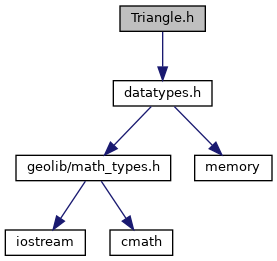 Triangle.h
datatypes.h
geolib/math_types.h
memory
iostream
cmath